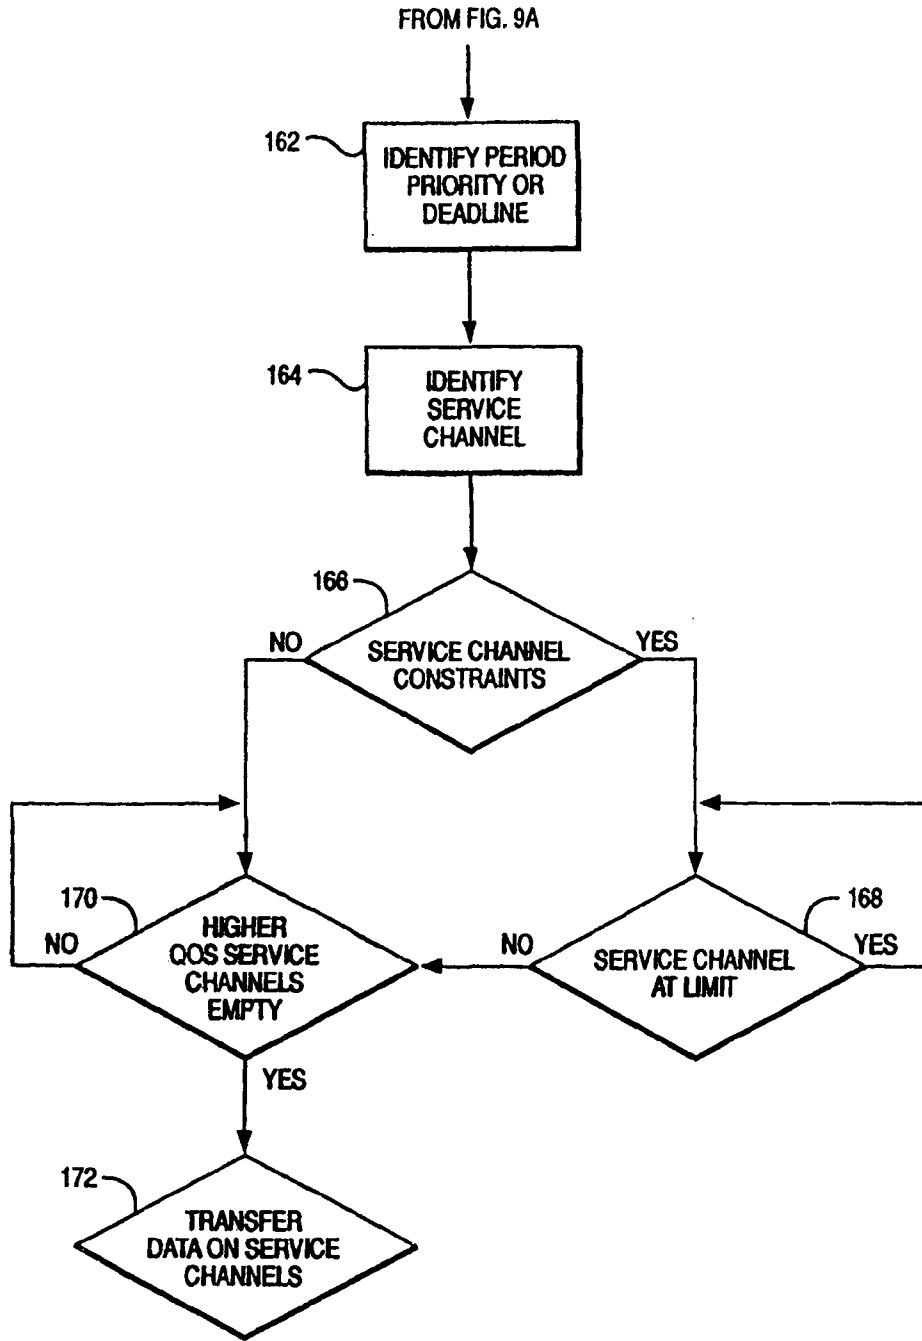 FROM FIG. 9A
162
IDENTIFY PERIOD
PRIORITY OR
DEADLINE
164
IDENTIFY
SERVICE
CHANNEL
166
NO
SERVICE CHANNEL
CONSTRAINTS
YES
170
NO
HIGHER
QOS SERVICE
CHANNELS
EMPTY
YES
NO
168
SERVICE CHANNEL
AT LIMIT
YES
172
TRANSFER
DATA ON SERVICE
CHANNELS